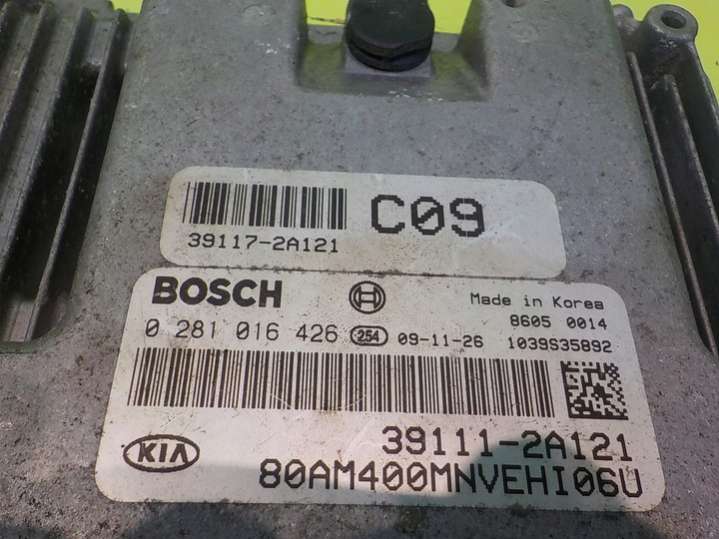 C09
39117-2A121
BOSCH
Made in Korea
8605 0014
0 281 016 426 254 09-11-26 1039S35892
39111-2A121
KIA
80AM400MNVEHI06U